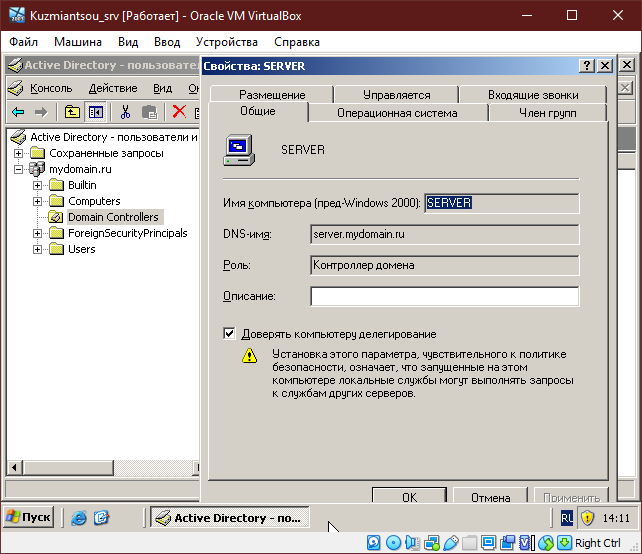 Kuzmiantsou_srv [Работает] - Oracle VM VirtualBox
Файл Машина Вид Ввод Устройства Справка
Active Directory - пользовате
Консоль Действие Вид
Active Directory - пользователи и
Сохраненные запросы
mydomain.ru
Builtin
Computers
Domain Controllers
ForeignSecurityPrincipals
Users
Свойства: SERVER
Размещение Управляется Входящие звонки
Общие Операционная система Член групп
SERVER
Имя компьютера (пред-Windows 2000): SERVER
DNS-имя: server.mydomain.ru
Роль: Контроллер домена
Описание:
Доверять компьютеру делегирование
Установка этого параметра, чувствительного к политике
безопасности, означает, что запущенные на этом
компьютере локальные службы могут выполнять запросы
к службам других серверов.
OK Отмена Применить
Пуск Active Directory - по... RU 14:11
Right Ctrl